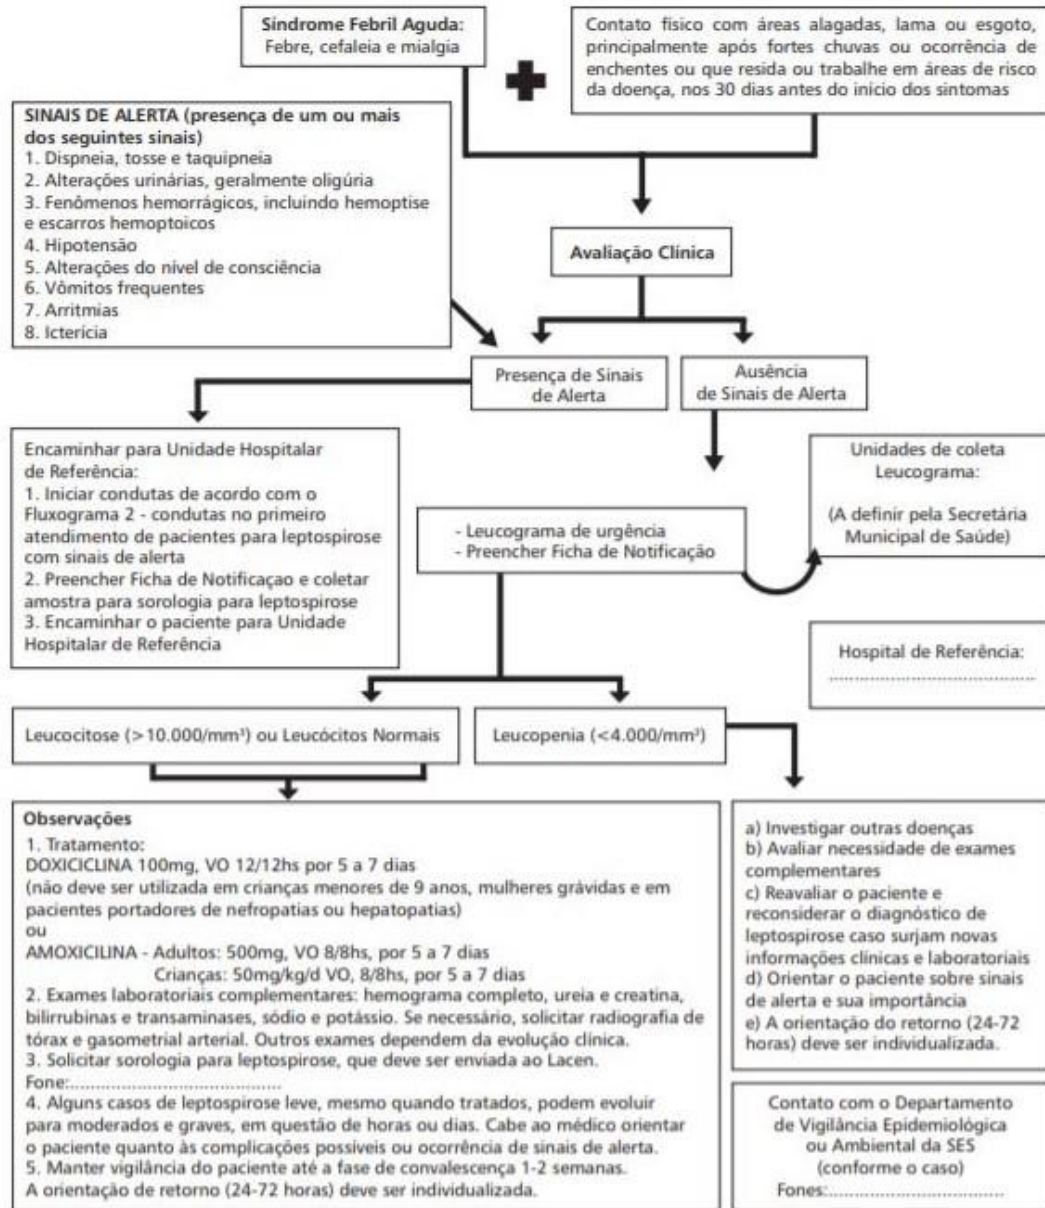 Síndrome Febril Aguda:
Febre, cefaleia e mialgia
Contato físico com áreas alagadas, lama ou esgoto,
principalmente após fortes chuvas ou ocorrência de
enchentes ou que resida ou trabalhe em áreas de risco
da doença, nos 30 dias antes do início dos sintomas
SINAIS DE ALERTA (presença de um ou mais
dos seguintes sinais)
1. Dispneia, tosse e taquipneia
2. Alterações urinárias, geralmente oligúria
3. Fenômenos hemorrágicos, incluindo hemoptise
e escarros hemoptoicos
4. Hipotensão
5. Alterações do nível de consciência
6. Vômitos frequentes
7. Arritmias
8. Icterícia
Avaliação Clínica
Presença de Sinais
de Alerta
Ausência
de Sinais de Alerta
Encaminhar para Unidade Hospitalar
de Referência:
1. Iniciar condutas de acordo com o
Fluxograma 2 - condutas no primeiro
atendimento de pacientes para leptospirose
com sinais de alerta
2. Preencher Ficha de Notificaçao e coletar
amostra para sorologia para leptospirose
3. Encaminhar o paciente para Unidade
Hospitalar de Referência
- Leucograma de urgência
- Preencher Ficha de Notificação
Unidades de coleta
Leucograma:
(A definir pela Secretária
Municipal de Saúde)
Hospital de Referência:
....................................
Leucocitose (>10.000/mm³) ou Leucócitos Normais
Leucopenia (<4.000/mm³)
Observações
1. Tratamento:
DOXICICLINA 100mg, VO 12/12hs por 5 a 7 dias
(não deve ser utilizada em crianças menores de 9 anos, mulheres grávidas e em
pacientes portadores de nefropatias ou hepatopatias)
ou
AMOXICILINA - Adultos: 500mg, VO 8/8hs, por 5 a 7 dias
Crianças: 50mg/kg/d VO, 8/8hs, por 5 a 7 dias
2. Exames laboratoriais complementares: hemograma completo, ureia e creatina,
bilirrubinas e transaminases, sódio e potássio. Se necessário, solicitar radiografia de
tórax e gasometrial arterial. Outros exames dependem da evolução clínica.
3. Solicitar sorologia para leptospirose, que deve ser enviada ao Lacen.
Fone:.....................................
4. Alguns casos de leptospirose leve, mesmo quando tratados, podem evoluir
para moderados e graves, em questão de horas ou dias. Cabe ao médico orientar
o paciente quanto às complicações possíveis ou ocorrência de sinais de alerta.
5. Manter vigilância do paciente até a fase de convalescença 1-2 semanas.
A orientação de retorno (24-72 horas) deve ser individualizada.
a) Investigar outras doenças
b) Avaliar necessidade de exames
complementares
c) Reavaliar o paciente e
reconsiderar o diagnóstico de
leptospirose caso surjam novas
informações clínicas e laboratoriais
d) Orientar o paciente sobre sinais
de alerta e sua importância
e) A orientação do retorno (24-72
horas) deve ser individualizada.
Contato com o Departamento
de Vigilância Epidemiológica
ou Ambiental da SES
(conforme o caso)
Fones:.................................